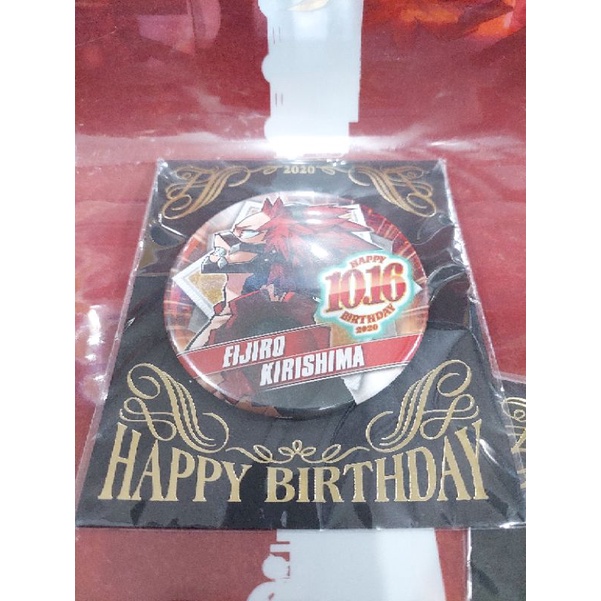 2020
HAPPY
10.16
BIRTHDAY
2020
EIJIRO
KIRISHIMA
HAPPY BIRTHDAY